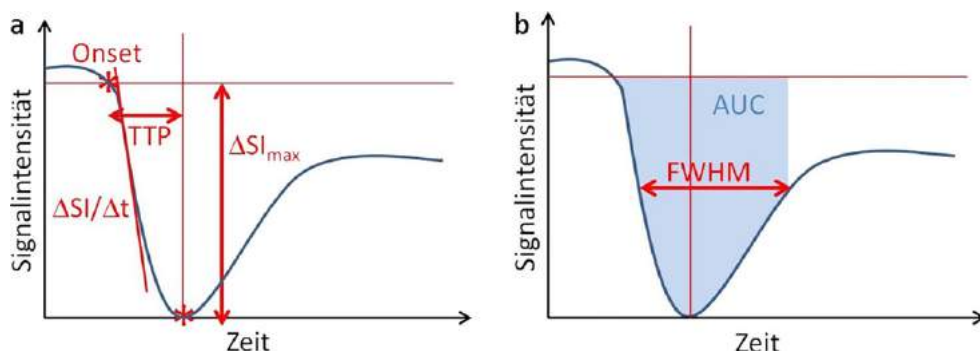 a
Onset
TTP
ΔSImax
ΔSI/Δt
Signalintensität
Zeit
b
AUC
FWHM
Signalintensität
Zeit